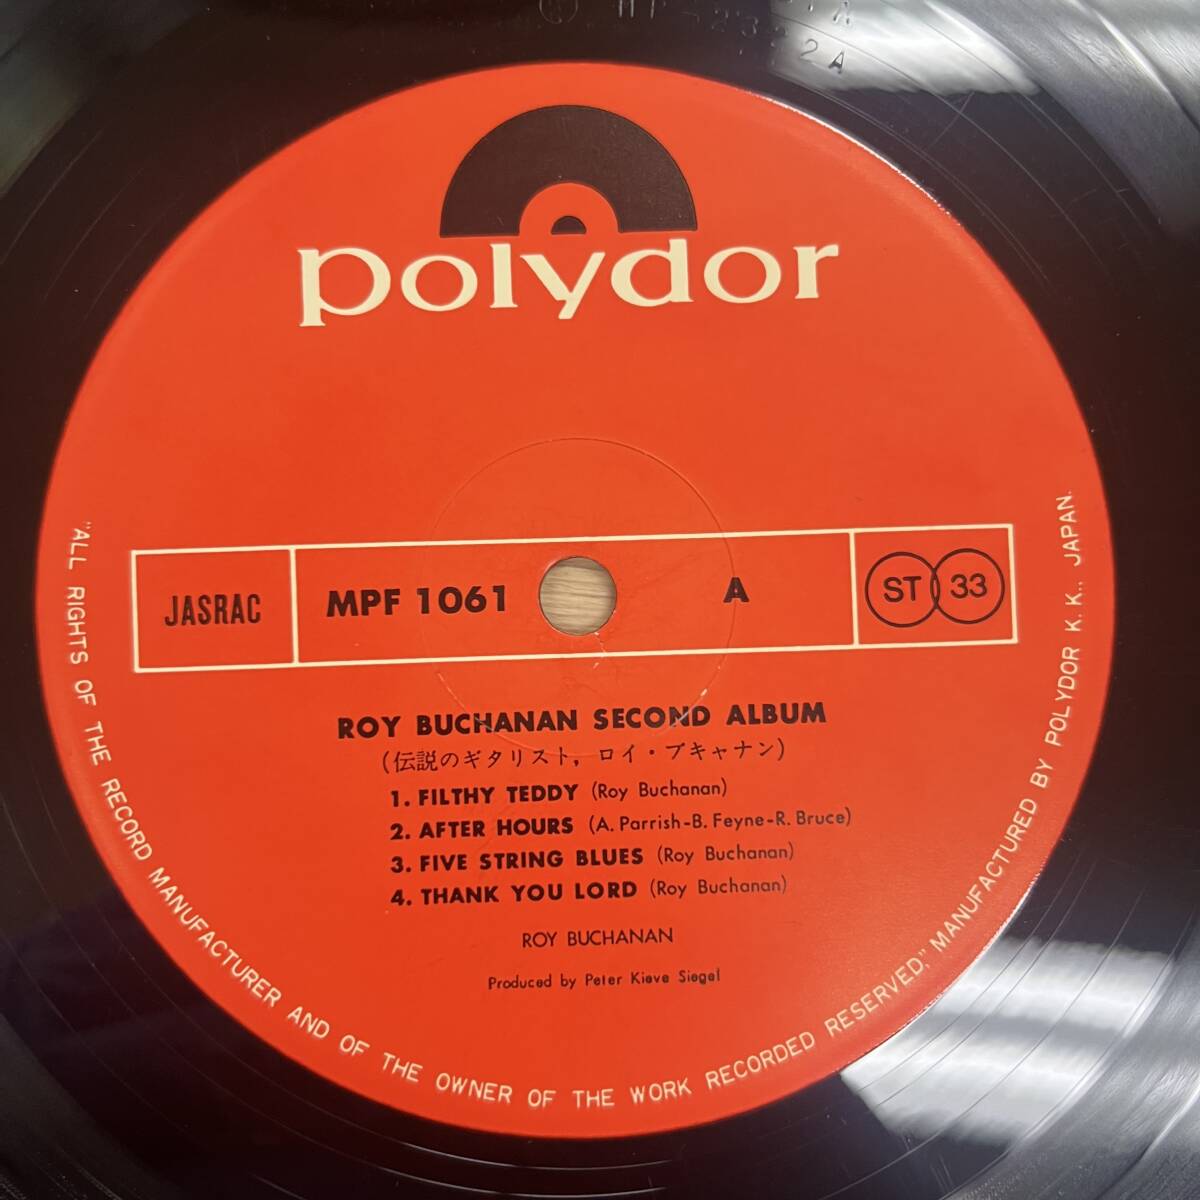 polydor
JASRAC
MPF 1061
A
ST 33
ROY BUCHANAN SECOND ALBUM
(伝説のギタリスト, ロイ・ブキャナン)
1. FILTHY TEDDY (Roy Buchanan)
2. AFTER HOURS (A. Parrish-B. Feyne-R. Bruce)
3. FIVE STRING BLUES (Roy Buchanan)
4. THANK YOU LORD (Roy Buchanan)
ROY BUCHANAN
Produced by Peter Kieve Siegel
"ALL RIGHTS OF THE RECORD MANUFACTURER AND OF THE OWNER OF THE WORK RECORDED RESERVED," MANUFACTURED BY POLYDOR K.K., JAPAN.